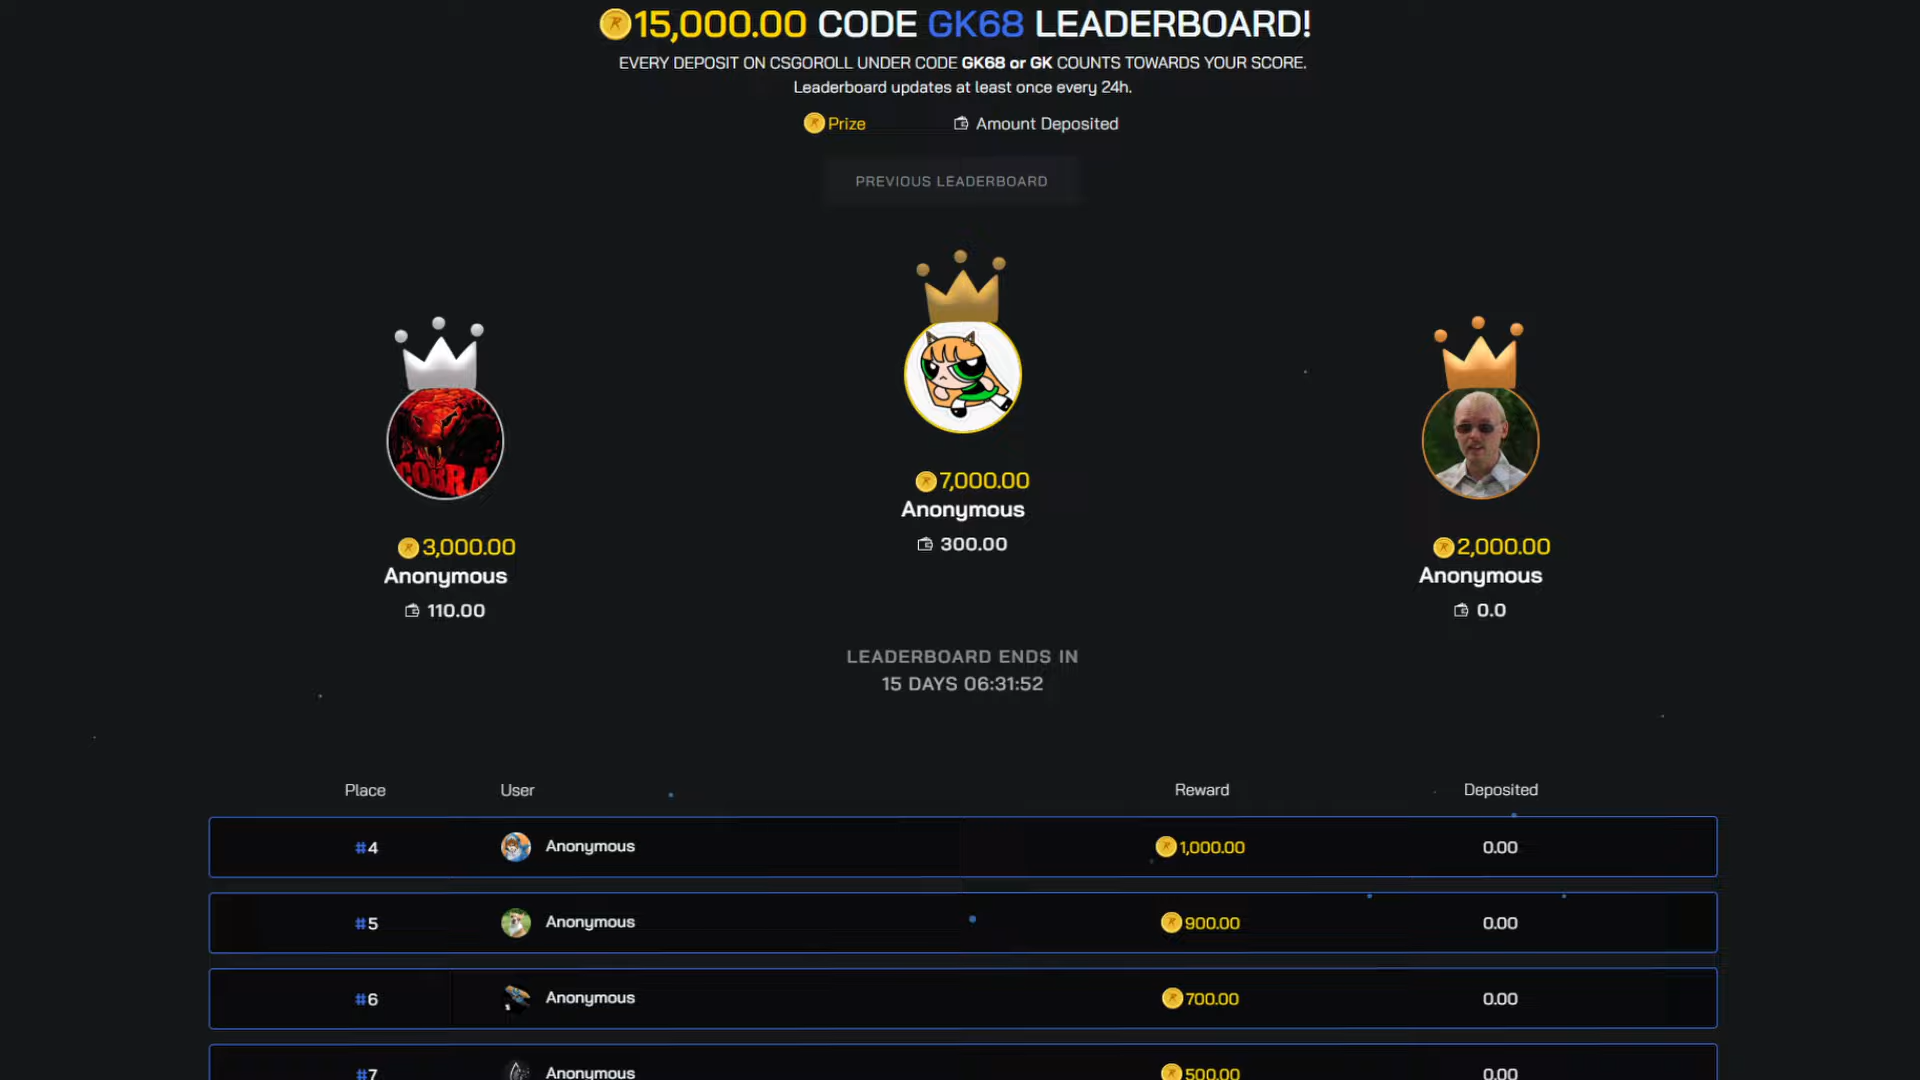 15,000.00 CODE GK68 LEADERBOARD!
EVERY DEPOSIT ON CSGOROLL UNDER CODE GK68 or GK COUNTS TOWARDS YOUR SCORE.
Leaderboard updates at least once every 24h.
Prize Amount Deposited
PREVIOUS LEADERBOARD
COBRA
3,000.00
Anonymous
110.00
7,000.00
Anonymous
300.00
2,000.00
Anonymous
0.0
LEADERBOARD ENDS IN
15 DAYS 06:31:52
Place User Reward Deposited
#4 Anonymous 1,000.00 0.00
#5 Anonymous 900.00 0.00
#6 Anonymous 700.00 0.00
#7 Anonymous 500.00 0.00